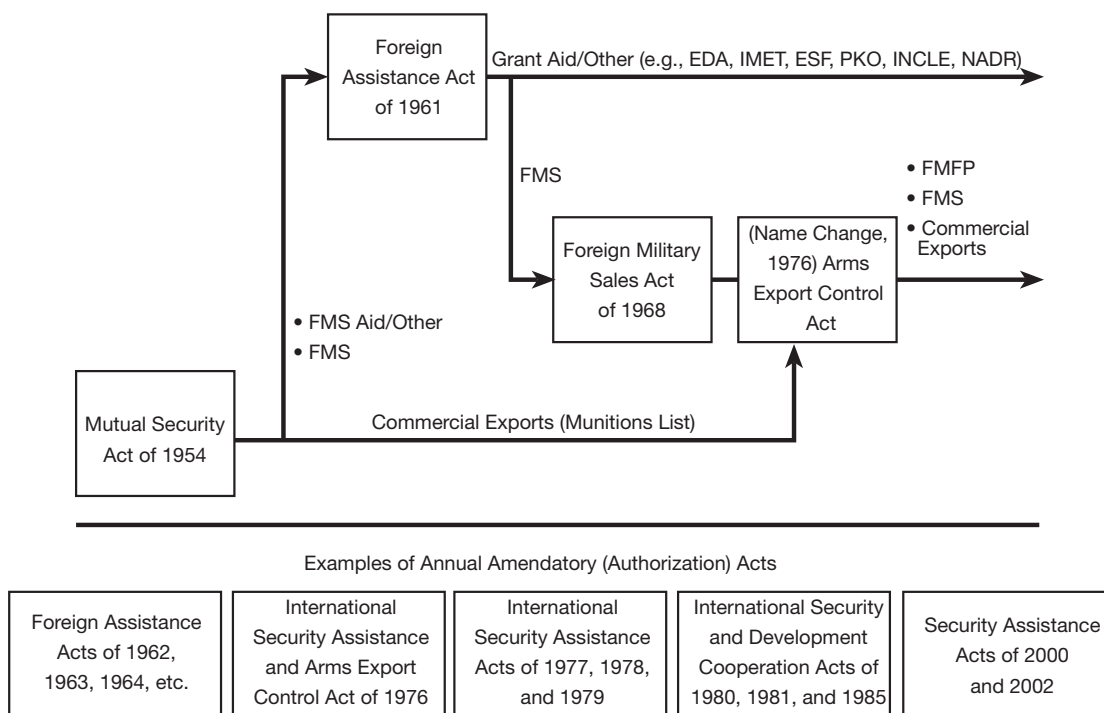 Foreign
Assistance Act
of 1961
Grant Aid/Other (e.g., EDA, IMET, ESF, PKO, INCLE, NADR)
FMS
• FMFP
• FMS
• Commercial
Exports
Foreign Military
Sales Act
of 1968
(Name Change,
1976) Arms
Export Control
Act
• FMS Aid/Other
• FMS
Mutual Security
Act of 1954
Commercial Exports (Munitions List)
Examples of Annual Amendatory (Authorization) Acts
Foreign Assistance
Acts of 1962,
1963, 1964, etc.
International
Security Assistance
and Arms Export
Control Act of 1976
International
Security Assistance
Acts of 1977, 1978,
and 1979
International Security
and Development
Cooperation Acts of
1980, 1981, and 1985
Security Assistance
Acts of 2000
and 2002